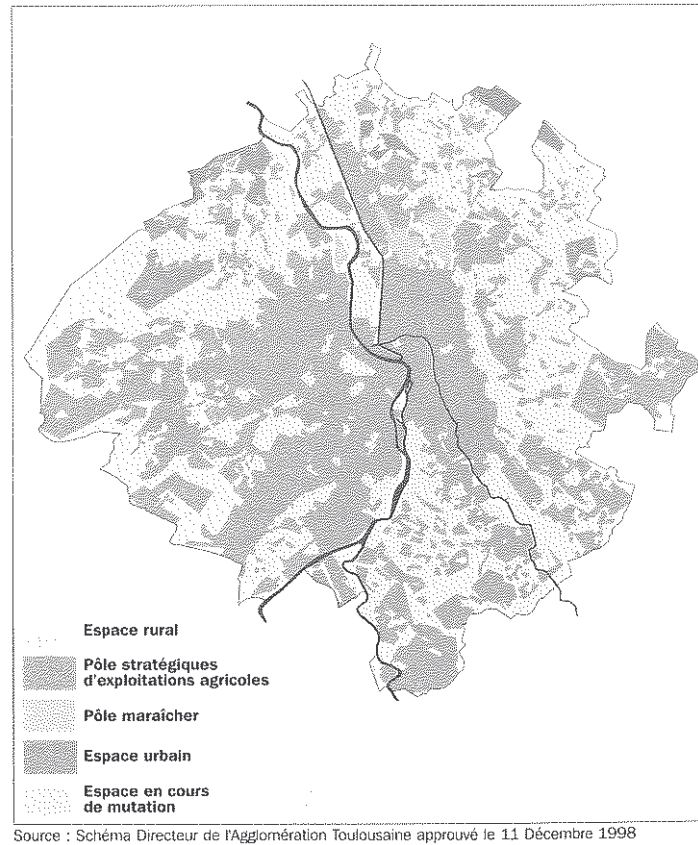 Espace rural
Pôle stratégiques
d'exploitations agricoles
Pôle maraîcher
Espace urbain
Espace en cours
de mutation
Source : Schéma Directeur de l'Agglomération Toulousaine approuvé le 11 Décembre 1998